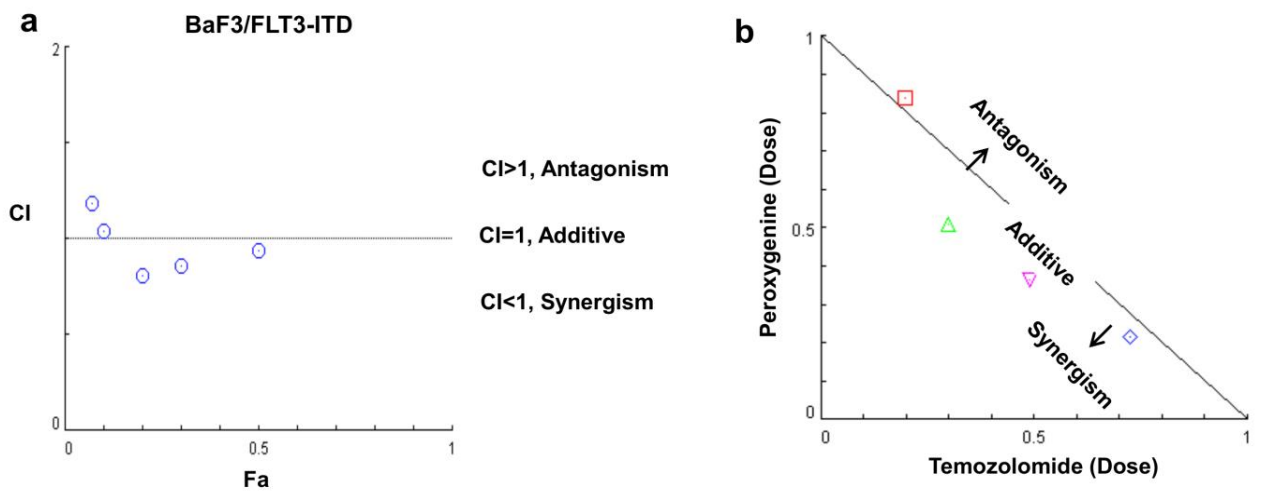 a
BaF3/FLT3-ITD
2
CI
0
0
0.5
1
Fa
CI>1, Antagonism
CI=1, Additive
CI<1, Synergism
b
1
0.5
0
Peroxygenine (Dose)
Antagonism
Additive
Synergism
0
0.5
1
Temozolomide (Dose)